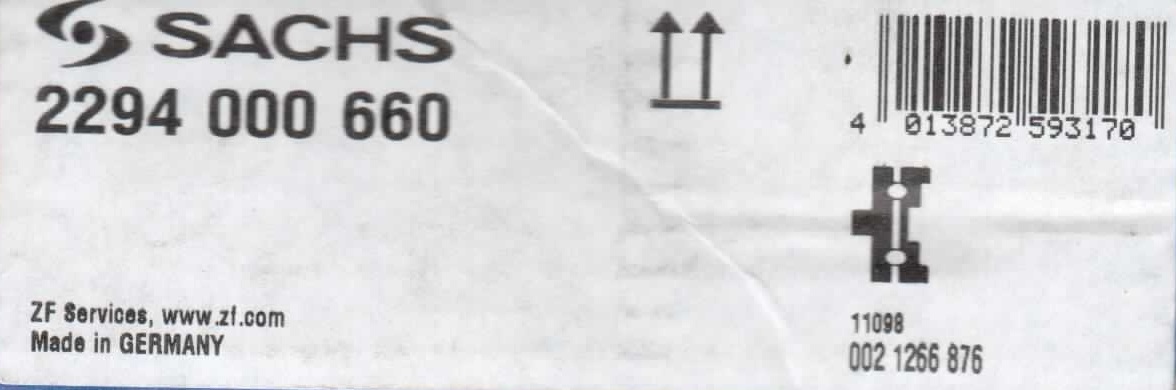 SACHS
2294 000 660
4 013872 593170
ZF Services, www.zf.com
Made in GERMANY
11098
002 1266 876